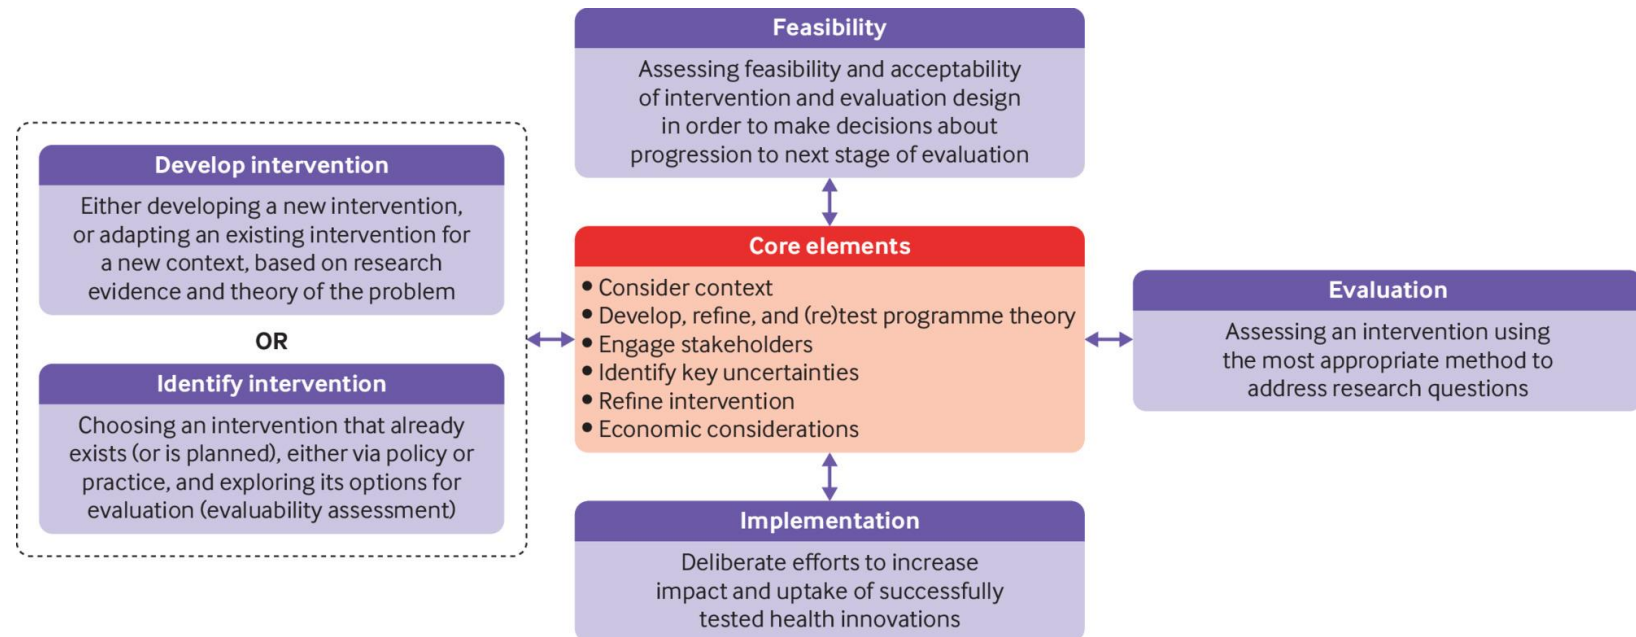 Feasibility
Assessing feasibility and acceptability
of intervention and evaluation design
in order to make decisions about
progression to next stage of evaluation
Develop intervention
Either developing a new intervention,
or adapting an existing intervention for
a new context, based on research
evidence and theory of the problem
OR
Identify intervention
Choosing an intervention that already
exists (or is planned), either via policy or
practice, and exploring its options for
evaluation (evaluability assessment)
Core elements
• Consider context
• Develop, refine, and (re)test programme theory
• Engage stakeholders
• Identify key uncertainties
• Refine intervention
• Economic considerations
Evaluation
Assessing an intervention using
the most appropriate method to
address research questions
Implementation
Deliberate efforts to increase
impact and uptake of successfully
tested health innovations